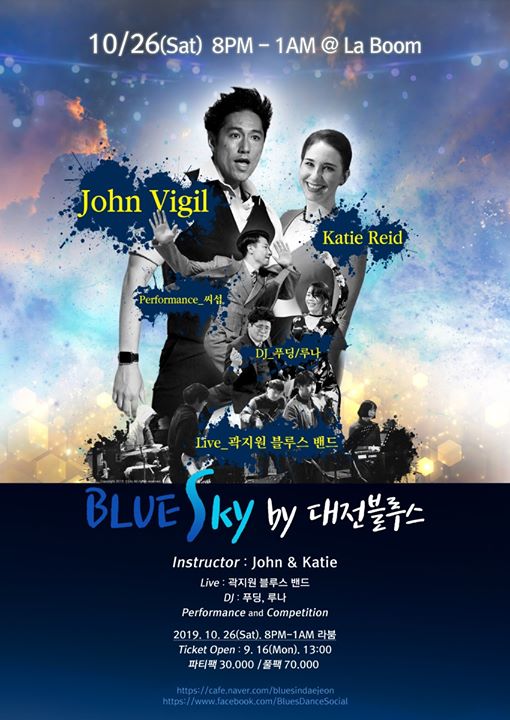 10/26(Sat) 8PM - 1AM @ La Boom
John Vigil
Katie Reid
Performance_씨섭
DJ_푸딩/루나
Live_곽지원 블루스 밴드
BLUE Sky by 대전블루스
Instructor : John & Katie
Live : 곽지원 블루스 밴드
DJ : 푸딩, 루나
Performance and Competition
2019. 10. 26(Sat). 8PM-1AM 라붐
Ticket Open : 9. 16(Mon). 13:00
파티팩 30.000 /풀팩 70.000
https://cafe.naver.com/bluesindaejeon
https://www.facebook.com/BluesDanceSocial